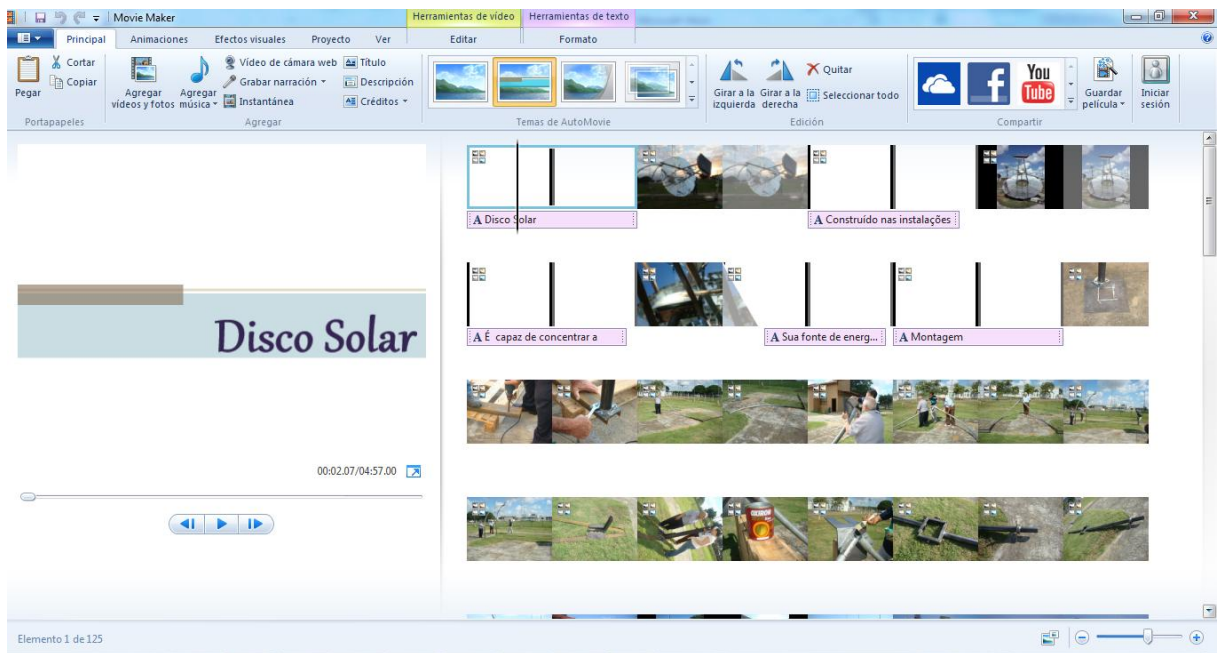 Movie Maker
Herramientas de vídeo Herramientas de texto
Principal Animaciones Efectos visuales Proyecto Ver Editar Formato
Pegar
Cortar
Copiar
Portapapeles
Agregar vídeos y fotos
Agregar música
Vídeo de cámara web
Grabar narración
Instantánea
Título
Descripción
Créditos
Agregar
Temas de AutoMovie
Girar a la izquierda
Girar a la derecha
Quitar
Seleccionar todo
Edición
f
You Tube
Compartir
Guardar película
Iniciar sesión
Disco Solar
00:02.07/04:57.00
A Disco Solar
A Construído nas instalações
A É capaz de concentrar a
A Sua fonte de energ...
A Montagem
Elemento 1 de 125